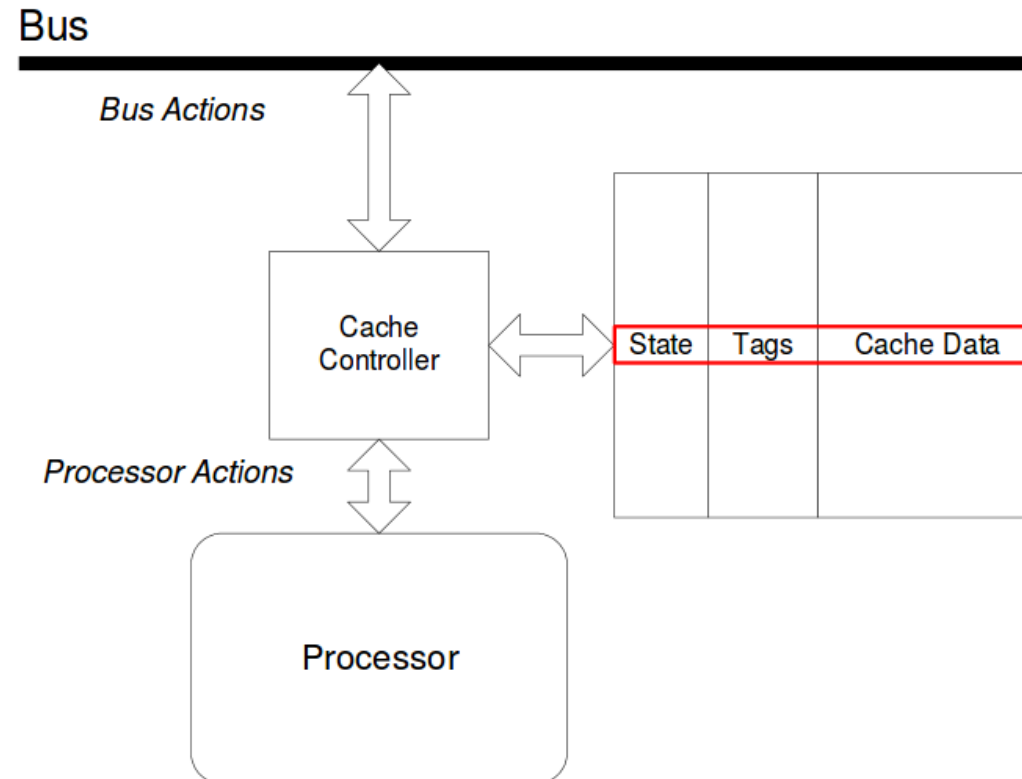 Bus
Bus Actions
Cache
Controller
State Tags Cache Data
Processor Actions
Processor